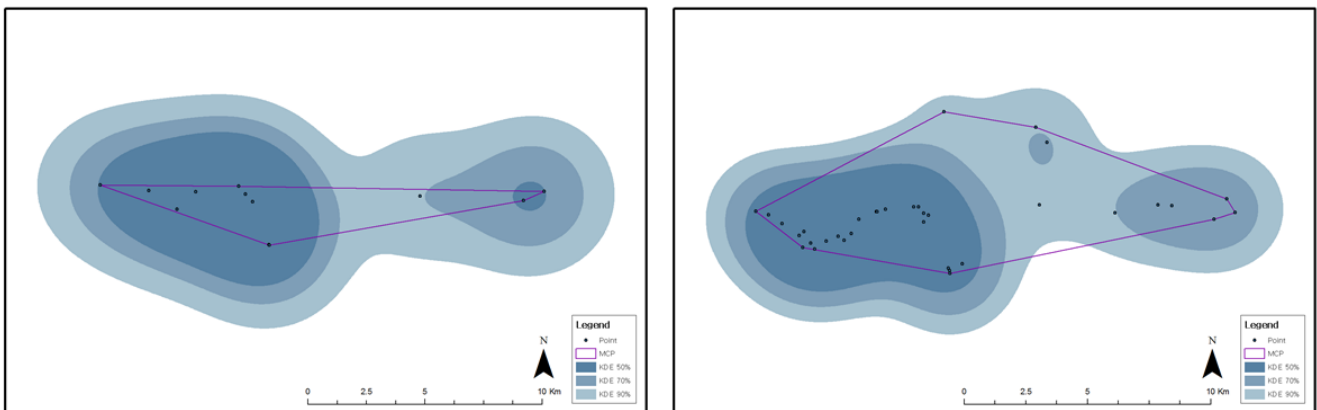 Legend
Point
MCP
KDE 50%
KDE 70%
KDE 90%
N
0 2.5 5 10 Km
Legend
Point
MCP
KDE 50%
KDE 70%
KDE 90%
N
0 2.5 5 10 Km